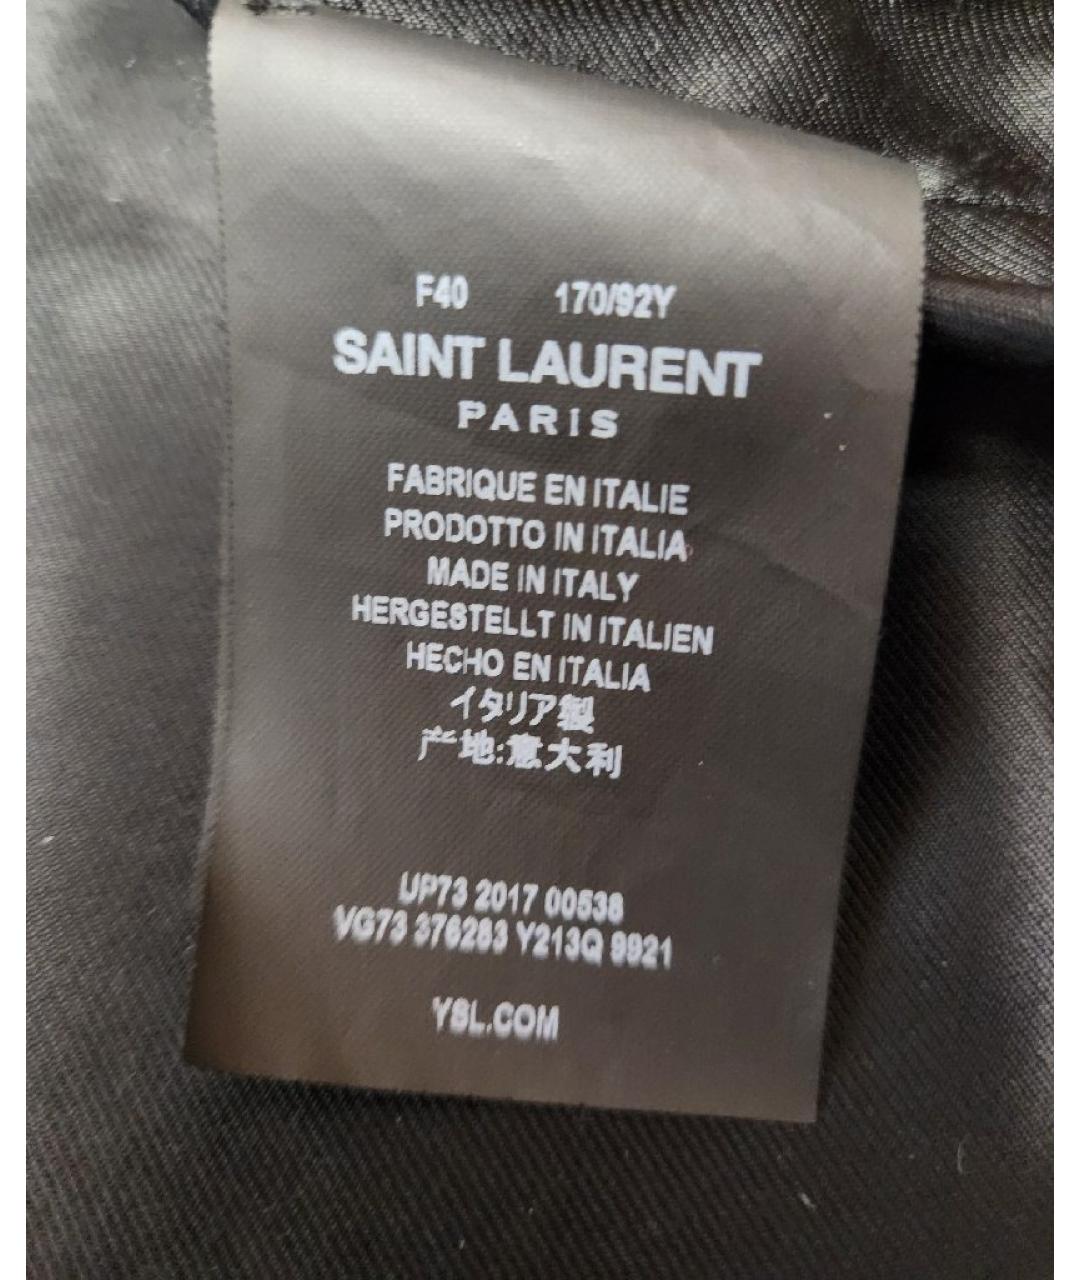 F40 170/92Y
SAINT LAURENT
PARIS
FABRIQUE EN ITALIE
PRODOTTO IN ITALIA
MADE IN ITALY
HERGESTELLT IN ITALIEN
HECHO EN ITALIA
イタリア製
产地:意大利
UP73 2017 00538
VG73 376283 Y213Q 9921
YSL.COM